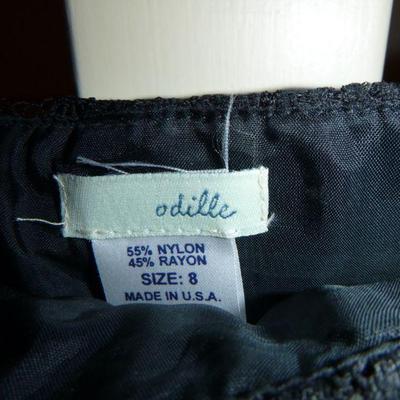 odille
55% NYLON
45% RAYON
SIZE: 8
MADE IN U.S.A.